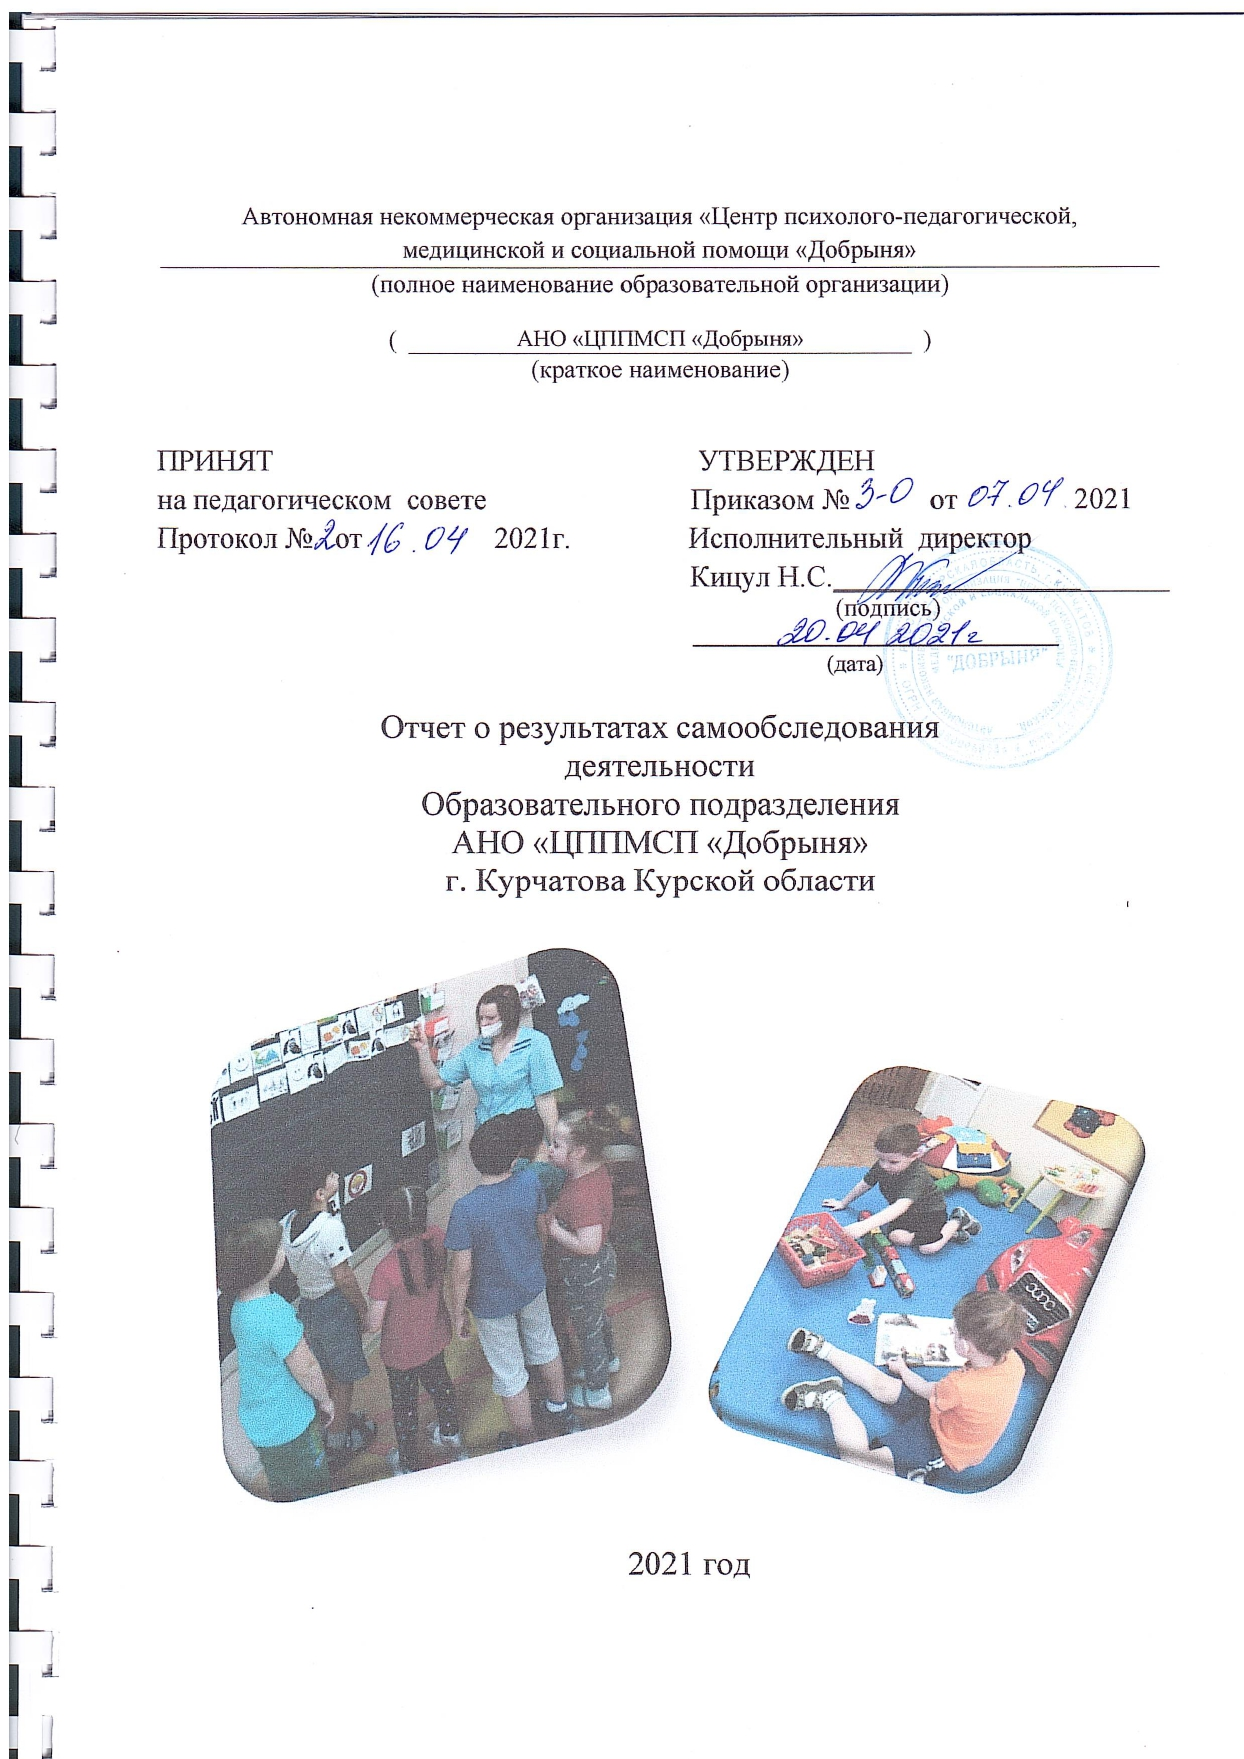 Автономная некоммерческая организация «Центр психолого-педагогической,
медицинской и социальной помощи «Добрыня»
(полное наименование образовательной организации)
( АНО «ЦППМСП «Добрыня» )
(краткое наименование)
ПРИНЯТ
на педагогическом совете
Протокол № 2 от 16.04 2021г.
УТВЕРЖДЕН
Приказом № 3-О от 07.04. 2021
Исполнительный директор
Кицул Н.С.
(подпись)
20.04 2021г
(дата)
"ДОБРЫНЯ"
Отчет о результатах самообследования
деятельности
Образовательного подразделения
АНО «ЦППМСП «Добрыня»
г. Курчатова Курской области
2021 год